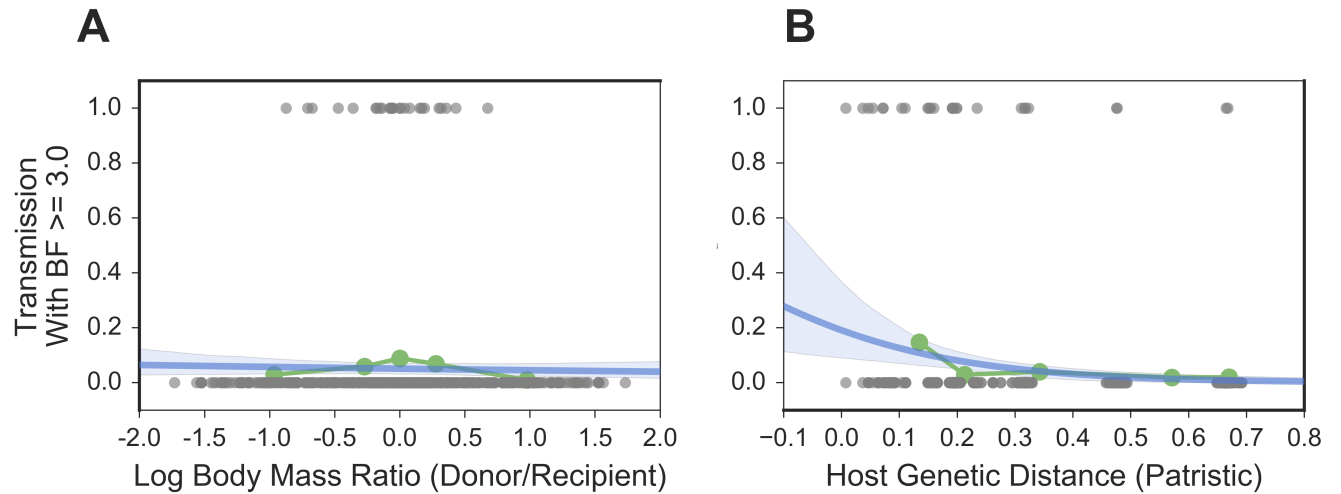 A
B
Transmission
With BF >= 3.0
1.0
0.8
0.6
0.4
0.2
0.0
-2.0 -1.5 -1.0 -0.5 0.0 0.5 1.0 1.5 2.0
Log Body Mass Ratio (Donor/Recipient)
1.0
0.8
0.6
0.4
0.2
0.0
−0.1 0.0 0.1 0.2 0.3 0.4 0.5 0.6 0.7 0.8
Host Genetic Distance (Patristic)